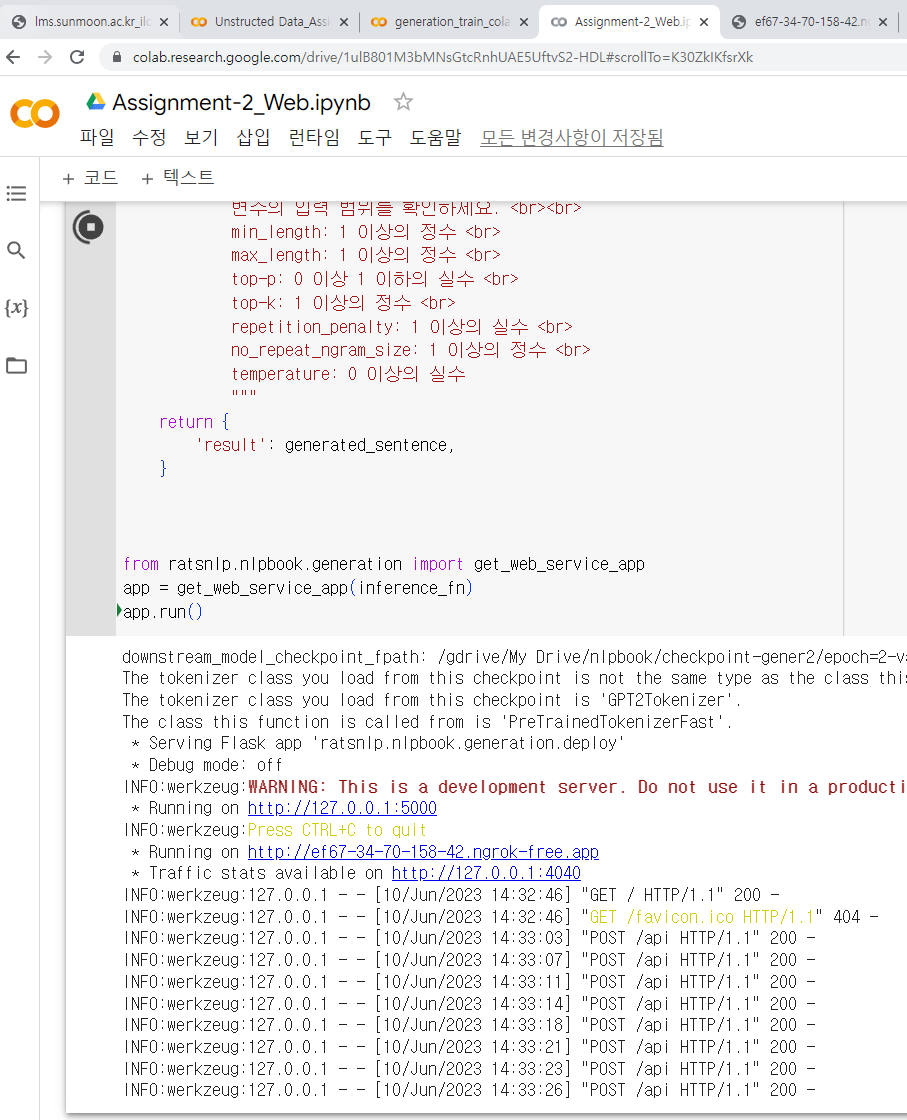 lms.sunmoon.ac.kr_ilo
Unstructed Data_Assi
generation_train_cola
Assignment-2_Web.ip
ef67-34-70-158-42.n
colab.research.google.com/drive/1ulB801M3bMNsGtcRnhUAE5UftvS2-HDL#scrollTo=K30ZkIKfsrXk
Assignment-2_Web.ipynb
파일 수정 보기 삽입 런타임 도구 도움말 모든 변경사항이 저장됨
+ 코드 + 텍스트
{x}
변수의 입력 범위를 확인하세요. <br><br>
min_length: 1 이상의 정수 <br>
max_length: 1 이상의 정수 <br>
top-p: 0 이상 1 이하의 실수 <br>
top-k: 1 이상의 정수 <br>
repetition_penalty: 1 이상의 실수 <br>
no_repeat_ngram_size: 1 이상의 정수 <br>
temperature: 0 이상의 실수
"""
return {
'result': generated_sentence,
}
from ratsnlp.nlpbook.generation import get_web_service_app
app = get_web_service_app(inference_fn)
app.run()
downstream_model_checkpoint_fpath: /gdrive/My Drive/nlpbook/checkpoint-gener2/epoch=2-va
The tokenizer class you load from this checkpoint is not the same type as the class this
The tokenizer class you load from this checkpoint is 'GPT2Tokenizer'.
The class this function is called from is 'PreTrainedTokenizerFast'.
* Serving Flask app 'ratsnlp.nlpbook.generation.deploy'
* Debug mode: off
INFO:werkzeug:WARNING: This is a development server. Do not use it in a producti
* Running on http://127.0.0.1:5000
INFO:werkzeug:Press CTRL+C to quit
* Running on http://ef67-34-70-158-42.ngrok-free.app
* Traffic stats available on http://127.0.0.1:4040
INFO:werkzeug:127.0.0.1 - - [10/Jun/2023 14:32:46] "GET / HTTP/1.1" 200 -
INFO:werkzeug:127.0.0.1 - - [10/Jun/2023 14:32:46] "GET /favicon.ico HTTP/1.1" 404 -
INFO:werkzeug:127.0.0.1 - - [10/Jun/2023 14:33:03] "POST /api HTTP/1.1" 200 -
INFO:werkzeug:127.0.0.1 - - [10/Jun/2023 14:33:07] "POST /api HTTP/1.1" 200 -
INFO:werkzeug:127.0.0.1 - - [10/Jun/2023 14:33:11] "POST /api HTTP/1.1" 200 -
INFO:werkzeug:127.0.0.1 - - [10/Jun/2023 14:33:14] "POST /api HTTP/1.1" 200 -
INFO:werkzeug:127.0.0.1 - - [10/Jun/2023 14:33:18] "POST /api HTTP/1.1" 200 -
INFO:werkzeug:127.0.0.1 - - [10/Jun/2023 14:33:21] "POST /api HTTP/1.1" 200 -
INFO:werkzeug:127.0.0.1 - - [10/Jun/2023 14:33:23] "POST /api HTTP/1.1" 200 -
INFO:werkzeug:127.0.0.1 - - [10/Jun/2023 14:33:26] "POST /api HTTP/1.1" 200 -